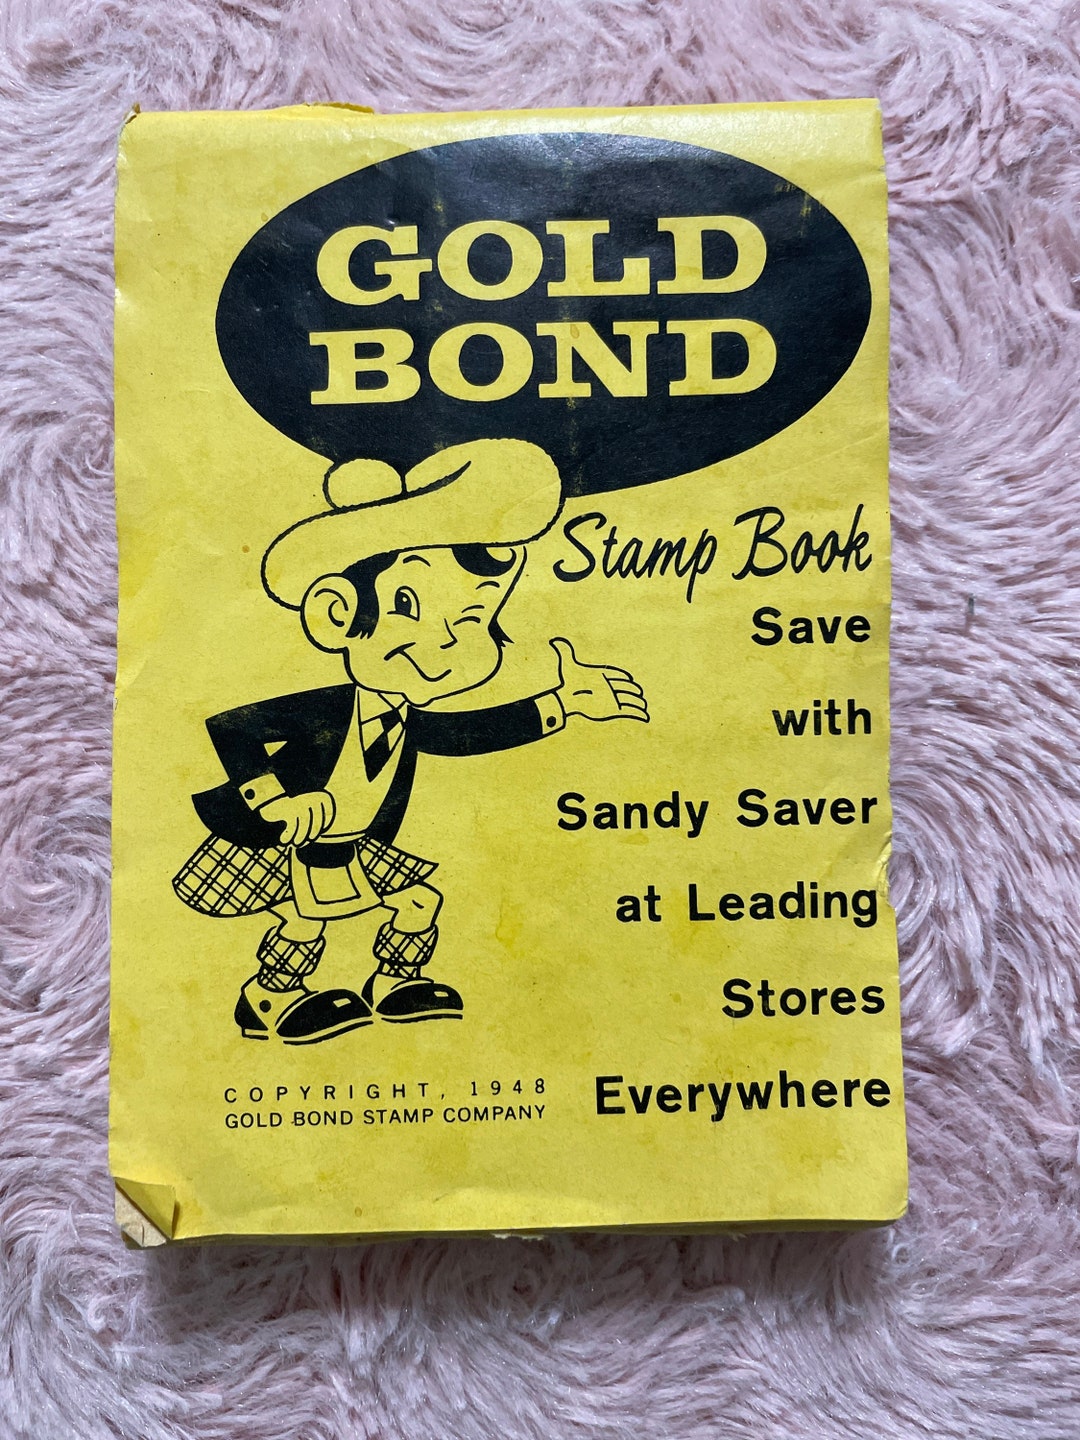 GOLD
BOND
Stamp Book
Save
with
Sandy Saver
at Leading
Stores
Everywhere
COPYRIGHT, 1948
GOLD BOND STAMP COMPANY